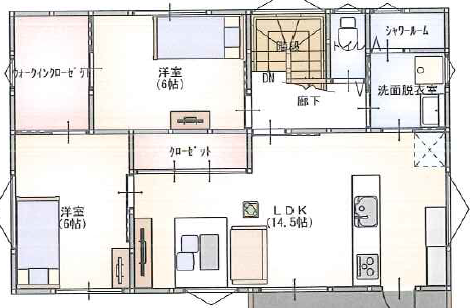 シャワールーム
トイレ
階段
ウォークインクローゼット
洋室
(6帖)
DN
洗面脱衣室
廊下
クローゼット
洋室
(6帖)
LDK
(14.5帖)